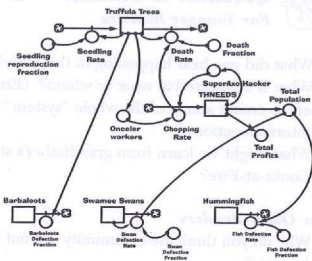 Truffula Trees
Seedling
Rate
Death
Rate
Death
Fraction
Seedling
reproduction
fraction
SuperAxeHacker
Total
Population
THNEEDS
Onceler
workers
Chopping
Rate
Total
Profits
Barbaloots
Swamee Swans
Hummingfish
Barbaloots
Defection
Fraction
Swan
Defection
Rate
Swan
Defection
Fraction
Fish Defection
Rate
Fish
Defection
Fraction